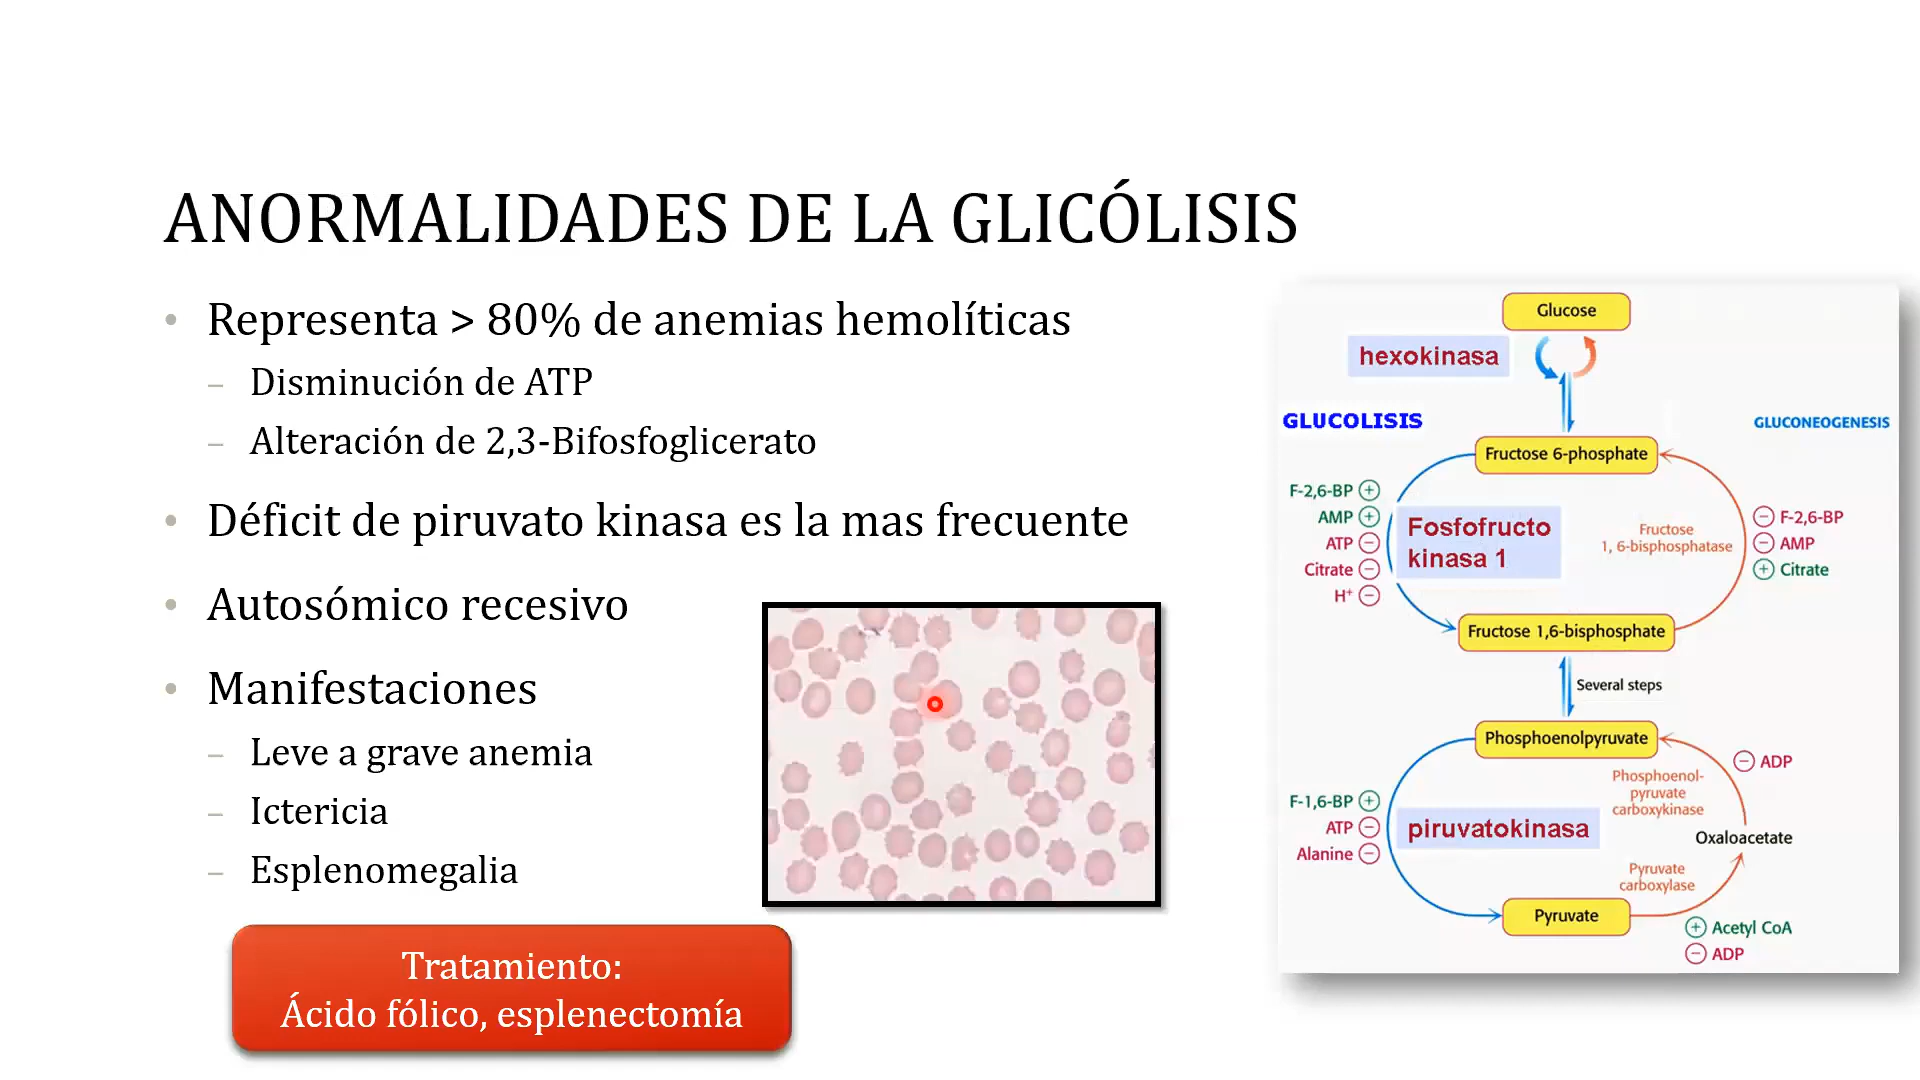 ANORMALIDADES DE LA GLICÓLISIS
• Representa > 80% de anemias hemolíticas
– Disminución de ATP
– Alteración de 2,3-Bifosfoglicerato
• Déficit de piruvato kinasa es la mas frecuente
• Autosómico recesivo
• Manifestaciones
– Leve a grave anemia
– Ictericia
– Esplenomegalia
Tratamiento:
Ácido fólico, esplenectomía
Glucose
hexokinasa
GLUCOLISIS
GLUCONEOGENESIS
Fructose 6-phosphate
F-2,6-BP +
AMP +
ATP −
Citrate −
H⁺ −
Fosfofructo
kinasa 1
Fructose
1, 6-bisphosphatase
− F-2,6-BP
− AMP
+ Citrate
Fructose 1,6-bisphosphate
Several steps
Phosphoenolpyruvate
− ADP
Phosphoenol-
pyruvate
carboxykinase
F-1,6-BP +
ATP −
Alanine −
piruvatokinasa
Oxaloacetate
Pyruvate
carboxylase
Pyruvate
+ Acetyl CoA
− ADP